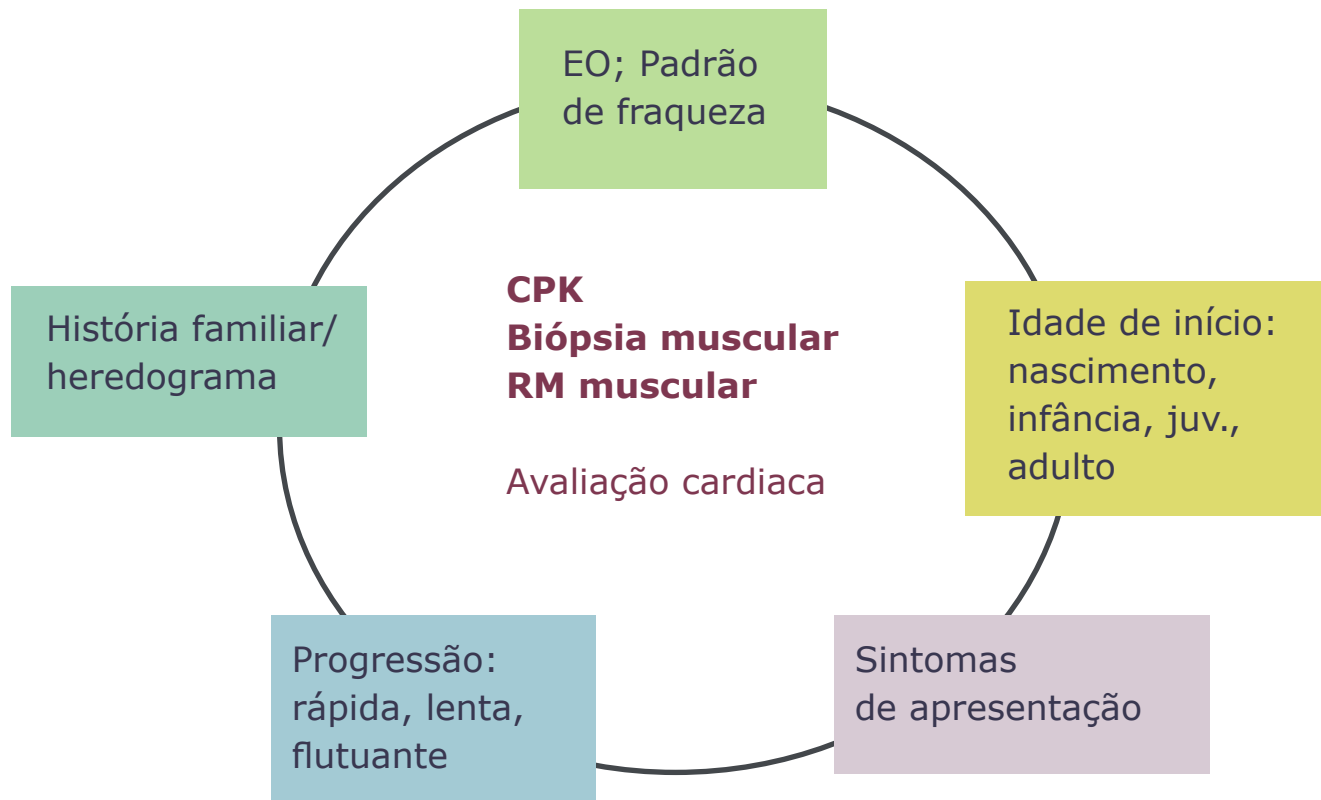 EO; Padrão
de fraqueza
CPK
Biópsia muscular
RM muscular
Avaliação cardiaca
História familiar/
heredograma
Idade de início:
nascimento,
infância, juv.,
adulto
Progressão:
rápida, lenta,
flutuante
Sintomas
de apresentação